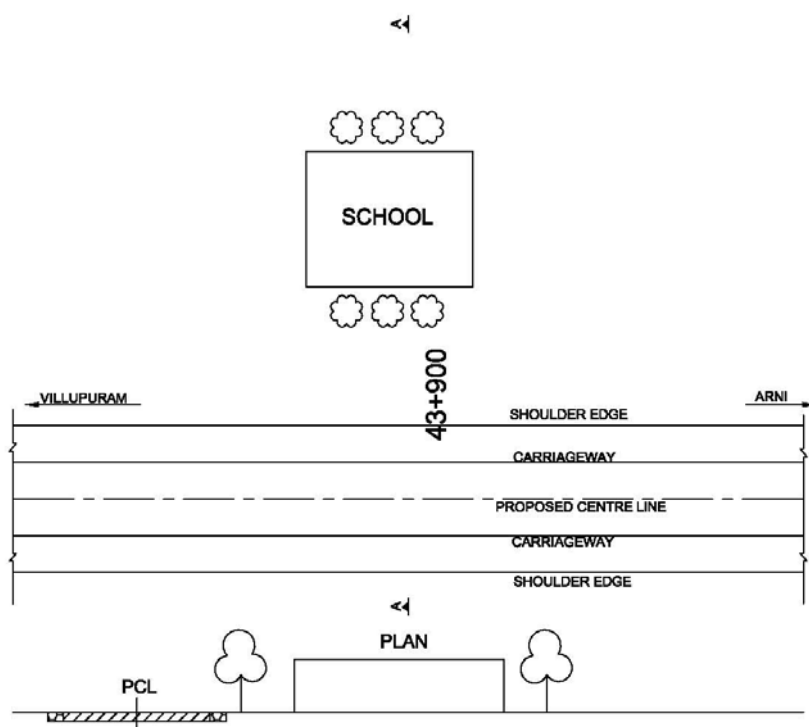 A
SCHOOL
43+900
VILLUPURAM
ARNI
SHOULDER EDGE
CARRIAGEWAY
PROPOSED CENTRE LINE
CARRIAGEWAY
SHOULDER EDGE
A
PLAN
PCL